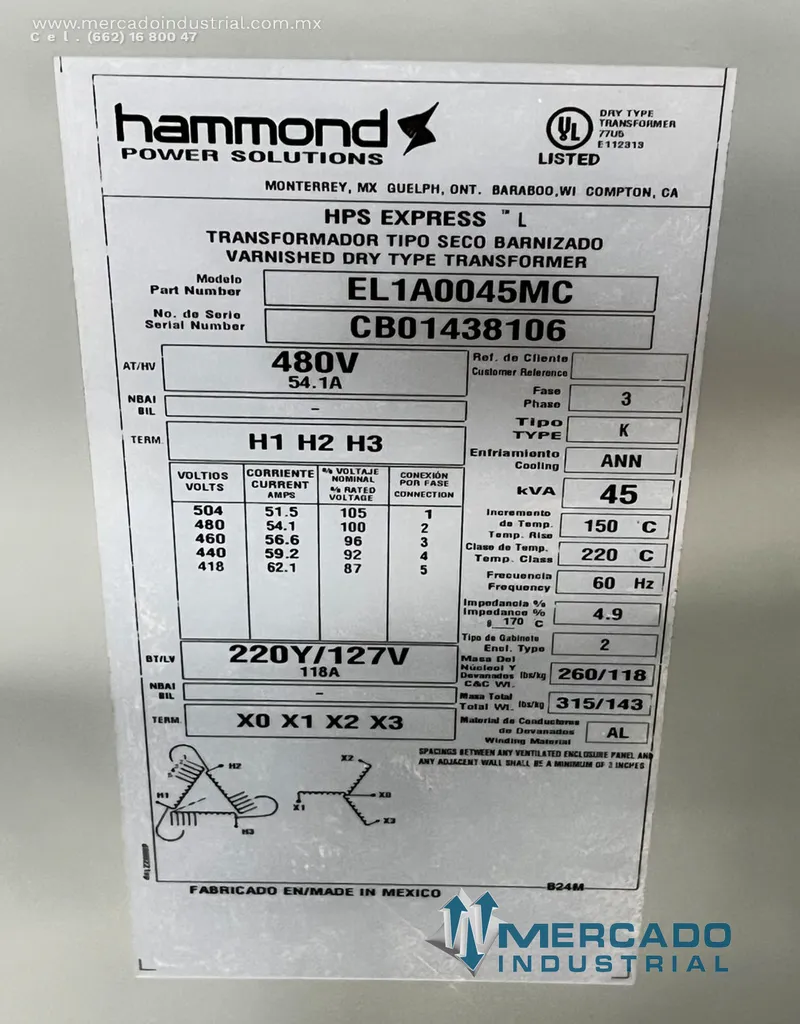 www.mercadoindustrial.com.mx
Cel. (662) 16 800 47
hammond
POWER SOLUTIONS
UL
LISTED
DRY TYPE
TRANSFORMER
77U5
E112313
MONTERREY, MX GUELPH, ONT. BARABOO, WI COMPTON, CA
HPS EXPRESS ™ L
TRANSFORMADOR TIPO SECO BARNIZADO
VARNISHED DRY TYPE TRANSFORMER
Modelo
Part Number
EL1A0045MC
No. de Serie
Serial Number
CB01438106
AT/HV
480V
54.1A
Ref. de Cliente
Customer Reference
NBAI
BIL
–
Fase
Phase
3
TERM.
H1 H2 H3
Tipo
TYPE
K
Enfriamiento
Cooling
ANN
VOLTIOS
VOLTS
CORRIENTE
CURRENT
AMPS
% VOLTAJE
NOMINAL
% RATED
VOLTAGE
CONEXIÓN
POR FASE
CONNECTION
504 51.5 105 1
480 54.1 100 2
460 56.6 96 3
440 59.2 92 4
418 62.1 87 5
kVA
45
Incremento
de Temp.
Temp. Rise
150 C
Clase de Temp.
Temp. Class
220 C
Frecuencia
Frequency
60 Hz
Impedancia %
Impedance %
@ 170 C
4.9
Tipo de Gabinete
Encl. Type
2
BT/LV
220Y/127V
118A
Masa Del
Núcleol Y
Devanados
C&C Wt.
lbs/kg
260/118
NBAI
BIL
–
Masa Total
Total Wt.
lbs/kg
315/143
TERM.
X0 X1 X2 X3
Material de Conductores
de Devanados
Winding Material
AL
SPACINGS BETWEEN ANY VENTILATED ENCLOSURE PANEL AND
ANY ADJACENT WALL SHALL BE A MINIMUM OF 3 INCHES
H2
H1
H3
X2
X0
X1
X3
FABRICADO EN/MADE IN MEXICO
B24M
MERCADO
INDUSTRIAL